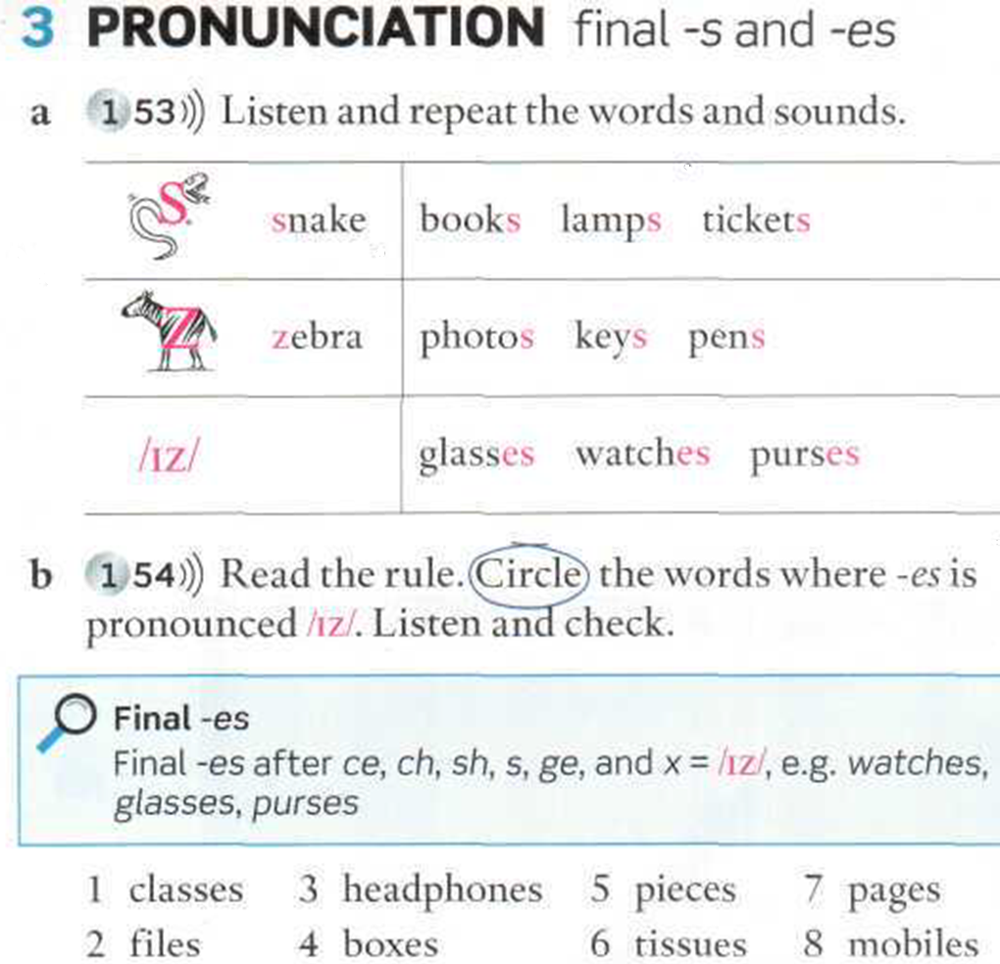 3 PRONUNCIATION final -s and -es
a 1 53))) Listen and repeat the words and sounds.
S snake books lamps tickets
Z zebra photos keys pens
/ɪz/ glasses watches purses
b 1 54))) Read the rule. Circle the words where -es is
pronounced /ɪz/. Listen and check.
Final -es
Final -es after ce, ch, sh, s, ge, and x = /ɪz/, e.g. watches,
glasses, purses
1 classes 3 headphones 5 pieces 7 pages
2 files 4 boxes 6 tissues 8 mobiles